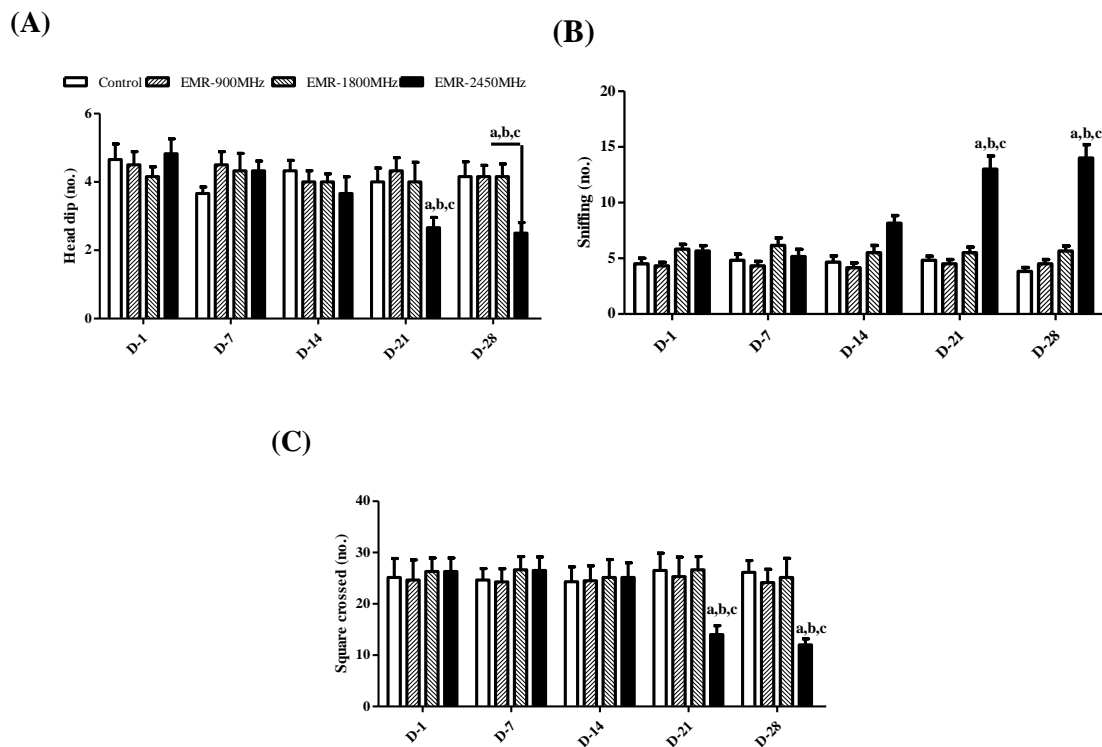 (A)
Control EMR-900MHz EMR-1800MHz EMR-2450MHz
Head dip (no.)
6
4
2
0
a,b,c
a,b,c
D-1 D-7 D-14 D-21 D-28
(B)
Sniffing (no.)
20
15
10
5
0
a,b,c
a,b,c
D-1 D-7 D-14 D-21 D-28
(C)
Square crossed (no.)
40
30
20
10
0
a,b,c
a,b,c
D-1 D-7 D-14 D-21 D-28